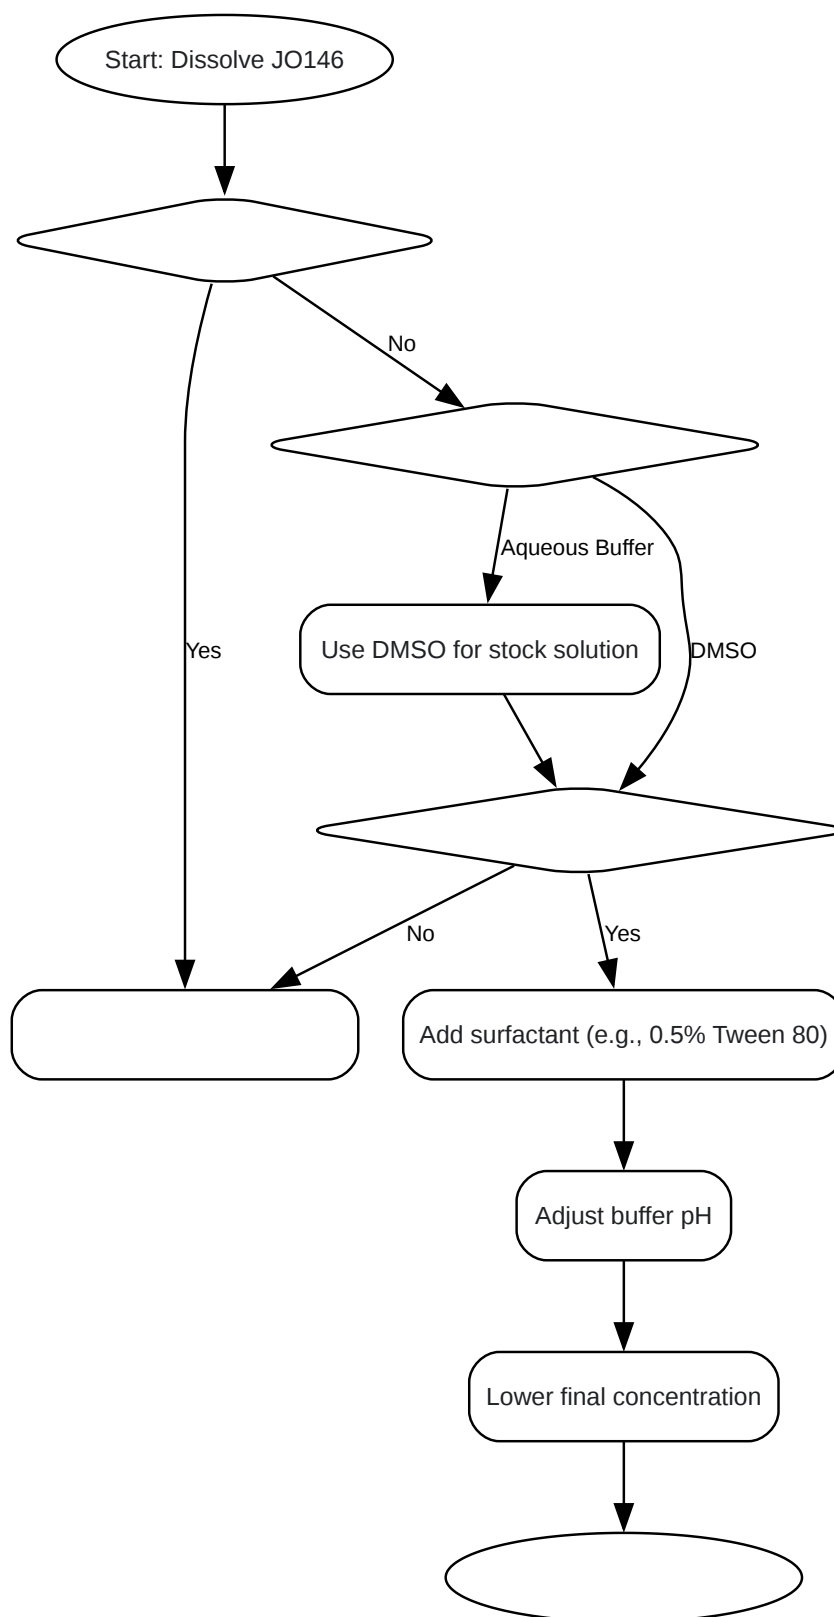 Start: Dissolve JO146
No
Aqueous Buffer
Use DMSO for stock solution
Yes
DMSO
No
Yes
Add surfactant (e.g., 0.5% Tween 80)
Adjust buffer pH
Lower final concentration